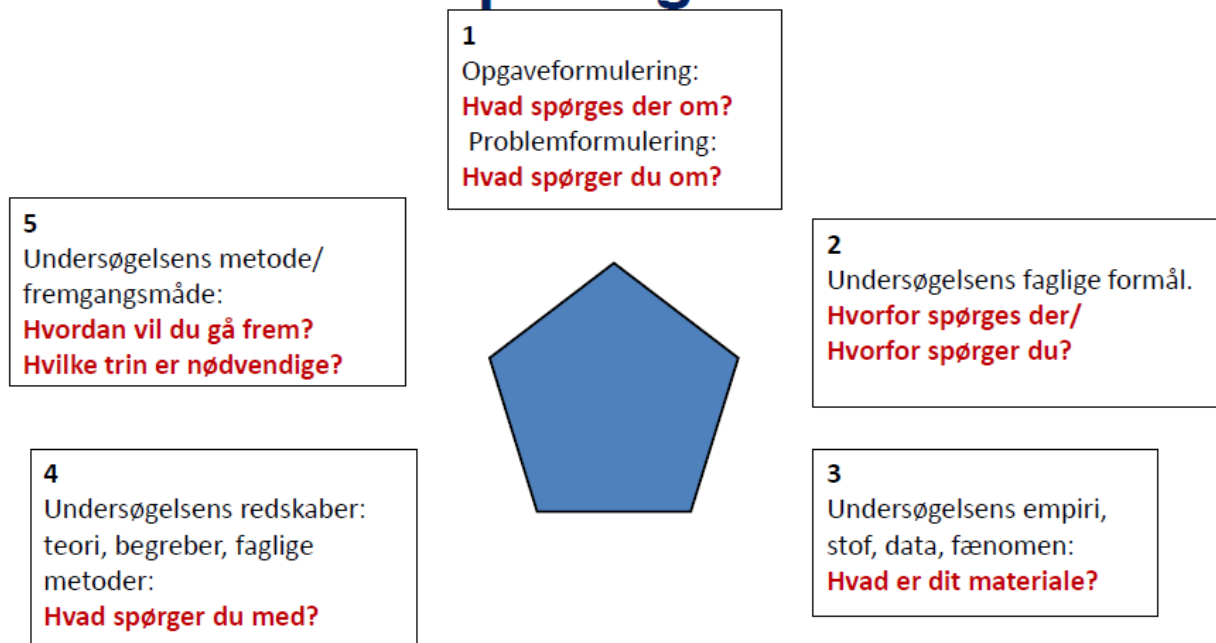 1
Opgaveformulering:
Hvad spørges der om?
Problemformulering:
Hvad spørger du om?
2
Undersøgelsens faglige formål.
Hvorfor spørges der/
Hvorfor spørger du?
3
Undersøgelsens empiri,
stof, data, fænomen:
Hvad er dit materiale?
4
Undersøgelsens redskaber:
teori, begreber, faglige
metoder:
Hvad spørger du med?
5
Undersøgelsens metode/
fremgangsmåde:
Hvordan vil du gå frem?
Hvilke trin er nødvendige?